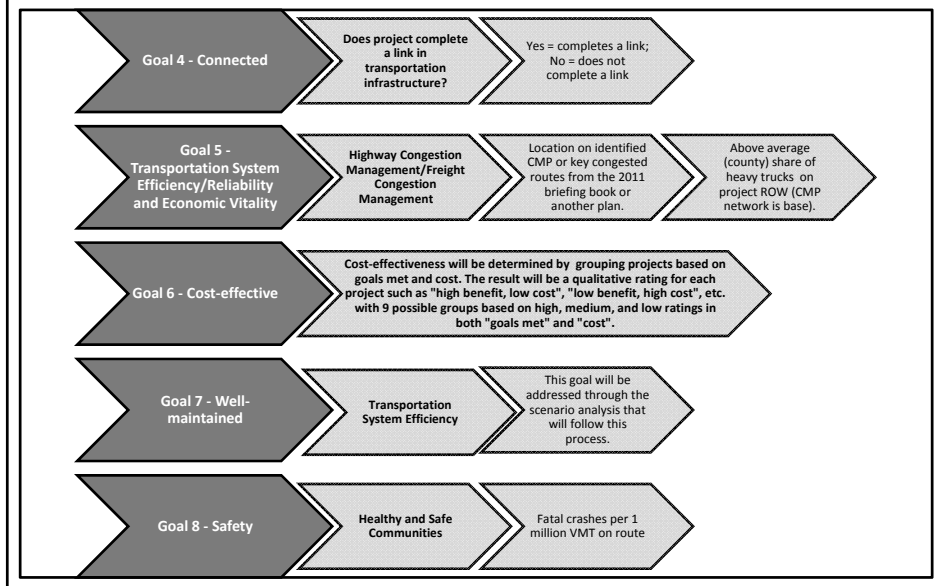 Goal 4 - Connected
Does project complete
a link in
transportation
infrastructure?
Yes = completes a link;
No = does not
complete a link
Goal 5 -
Transportation System
Efficiency/Reliability
and Economic Vitality
Highway Congestion
Management/Freight
Congestion
Management
Location on identified
CMP or key congested
routes from the 2011
briefing book or
another plan.
Above average
(county) share of
heavy trucks on
project ROW (CMP
network is base).
Goal 6 - Cost-effective
Cost-effectiveness will be determined by grouping projects based on
goals met and cost. The result will be a qualitative rating for each
project such as "high benefit, low cost", "low benefit, high cost", etc.
with 9 possible groups based on high, medium, and low ratings in
both "goals met" and "cost".
Goal 7 - Well-
maintained
Transportation
System Efficiency
This goal will be
addressed through the
scenario analysis that
will follow this
process.
Goal 8 - Safety
Healthy and Safe
Communities
Fatal crashes per 1
million VMT on route